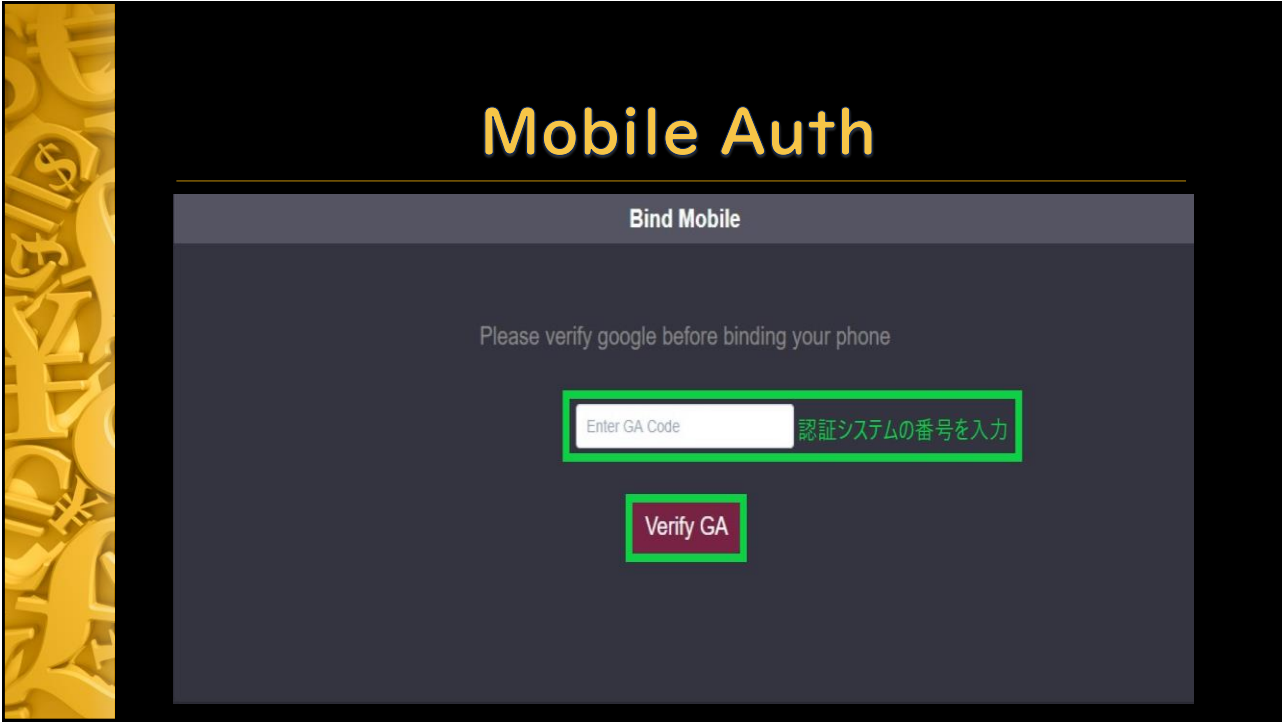 Mobile Auth
Bind Mobile
Please verify google before binding your phone
Enter GA Code 認証システムの番号を入力
Verify GA